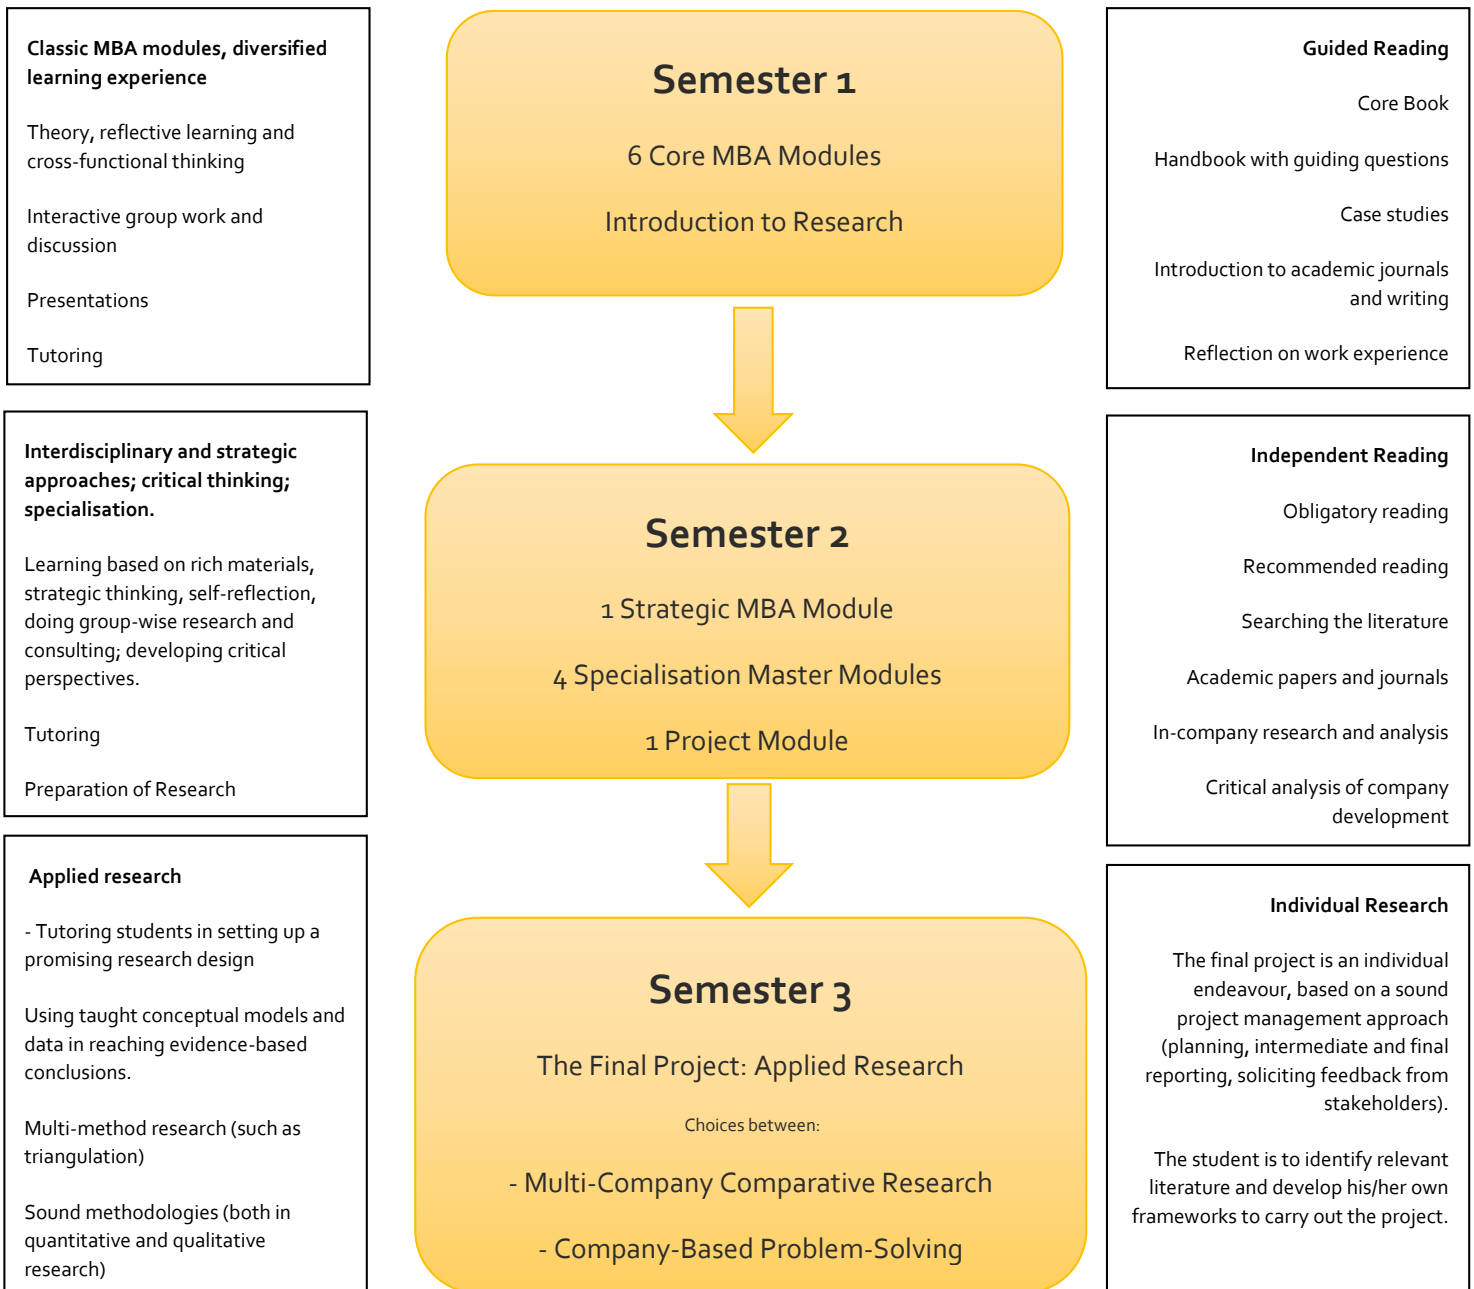 Classic MBA modules, diversified
learning experience
Theory, reflective learning and
cross-functional thinking
Interactive group work and
discussion
Presentations
Tutoring
Semester 1
6 Core MBA Modules
Introduction to Research
Guided Reading
Core Book
Handbook with guiding questions
Case studies
Introduction to academic journals
and writing
Reflection on work experience
Interdisciplinary and strategic
approaches; critical thinking;
specialisation.
Learning based on rich materials,
strategic thinking, self-reflection,
doing group-wise research and
consulting; developing critical
perspectives.
Tutoring
Preparation of Research
Semester 2
1 Strategic MBA Module
4 Specialisation Master Modules
1 Project Module
Independent Reading
Obligatory reading
Recommended reading
Searching the literature
Academic papers and journals
In-company research and analysis
Critical analysis of company
development
Applied research
- Tutoring students in setting up a
promising research design
Using taught conceptual models and
data in reaching evidence-based
conclusions.
Multi-method research (such as
triangulation)
Sound methodologies (both in
quantitative and qualitative
research)
Semester 3
The Final Project: Applied Research
Choices between:
- Multi-Company Comparative Research
- Company-Based Problem-Solving
Individual Research
The final project is an individual
endeavour, based on a sound
project management approach
(planning, intermediate and final
reporting, soliciting feedback from
stakeholders).
The student is to identify relevant
literature and develop his/her own
frameworks to carry out the project.